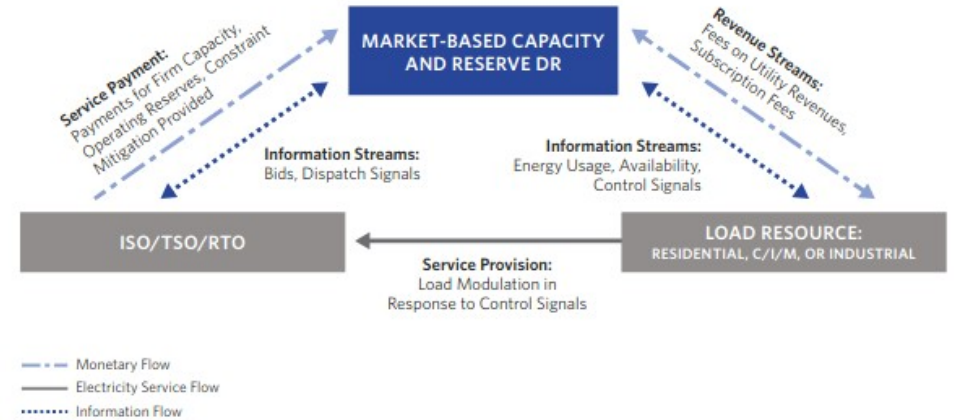 MARKET-BASED CAPACITY
AND RESERVE DR
Service Payment:
Payments for Firm Capacity,
Operating Reserves, Constraint
Mitigation Provided
Revenue Streams:
Fees on Utility Revenues,
Subscription Fees
Information Streams:
Bids, Dispatch Signals
Information Streams:
Energy Usage, Availability,
Control Signals
ISO/TSO/RTO
LOAD RESOURCE:
RESIDENTIAL, C/I/M, OR INDUSTRIAL
Service Provision:
Load Modulation in
Response to Control Signals
Monetary Flow
Electricity Service Flow
Information Flow